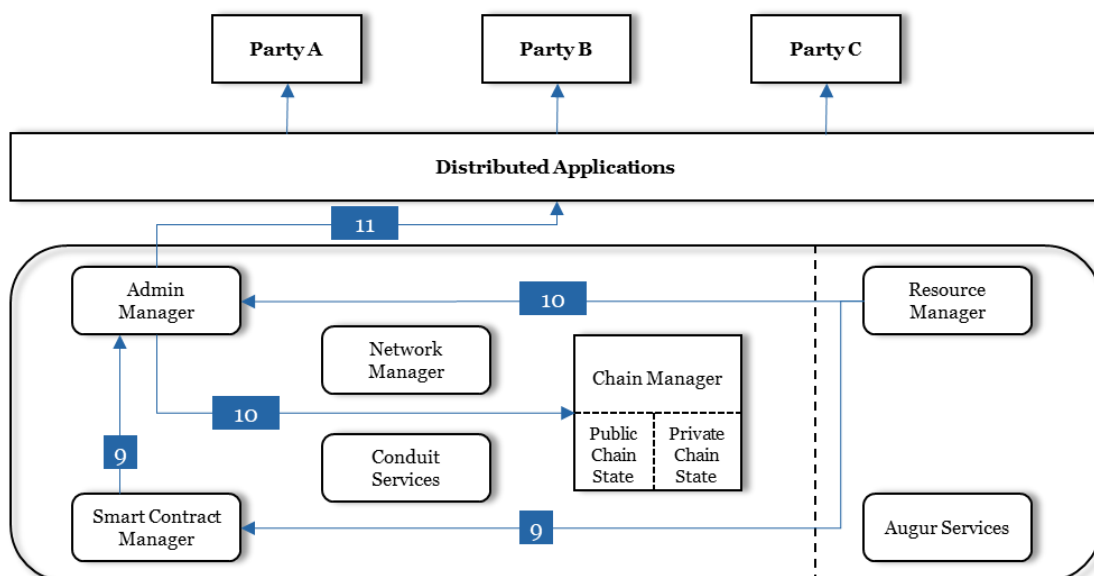 Party A
Party B
Party C
Distributed Applications
11
Admin
Manager
10
Resource
Manager
Network
Manager
Chain Manager
10
Public
Chain
State
Private
Chain
State
9
Conduit
Services
Smart Contract
Manager
9
Augur Services